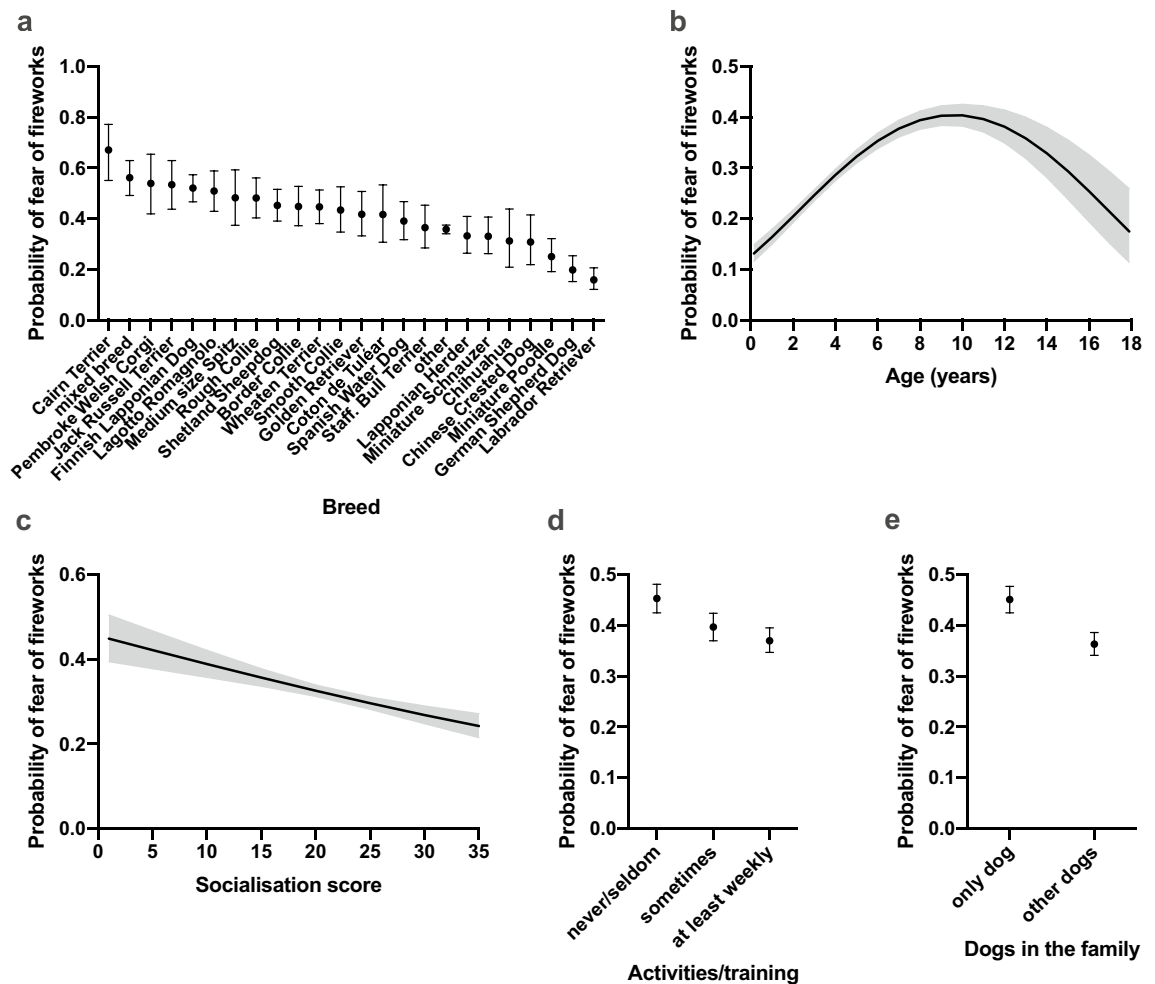 a
Probability of fear of fireworks
1.0
0.8
0.6
0.4
0.2
0.0
Cairn Terrier
mixed breed
Pembroke Welsh Corgi
Jack Russell Terrier
Finnish Lapponian Dog
Lagotto Romagnolo
Medium size Spitz
Rough Collie
Shetland Sheepdog
Border Collie
Wheaten Terrier
Smooth Collie
Golden Retriever
Coton de Tuléar
Spanish Water Dog
Staff. Bull Terrier
other
Lapponian Herder
Miniature Schnauzer
Chihuahua
Chinese Crested Dog
Miniature Poodle
German Shepherd Dog
Labrador Retriever
Breed
b
Probability of fear of fireworks
0.5
0.4
0.3
0.2
0.1
0.0
0 2 4 6 8 10 12 14 16 18
Age (years)
c
Probability of fear of fireworks
0.6
0.4
0.2
0.0
0 5 10 15 20 25 30 35
Socialisation score
d
Probability of fear of fireworks
0.5
0.4
0.3
0.2
0.1
0.0
never/seldom
sometimes
at least weekly
Activities/training
e
Probability of fear of fireworks
0.5
0.4
0.3
0.2
0.1
0.0
only dog
other dogs
Dogs in the family